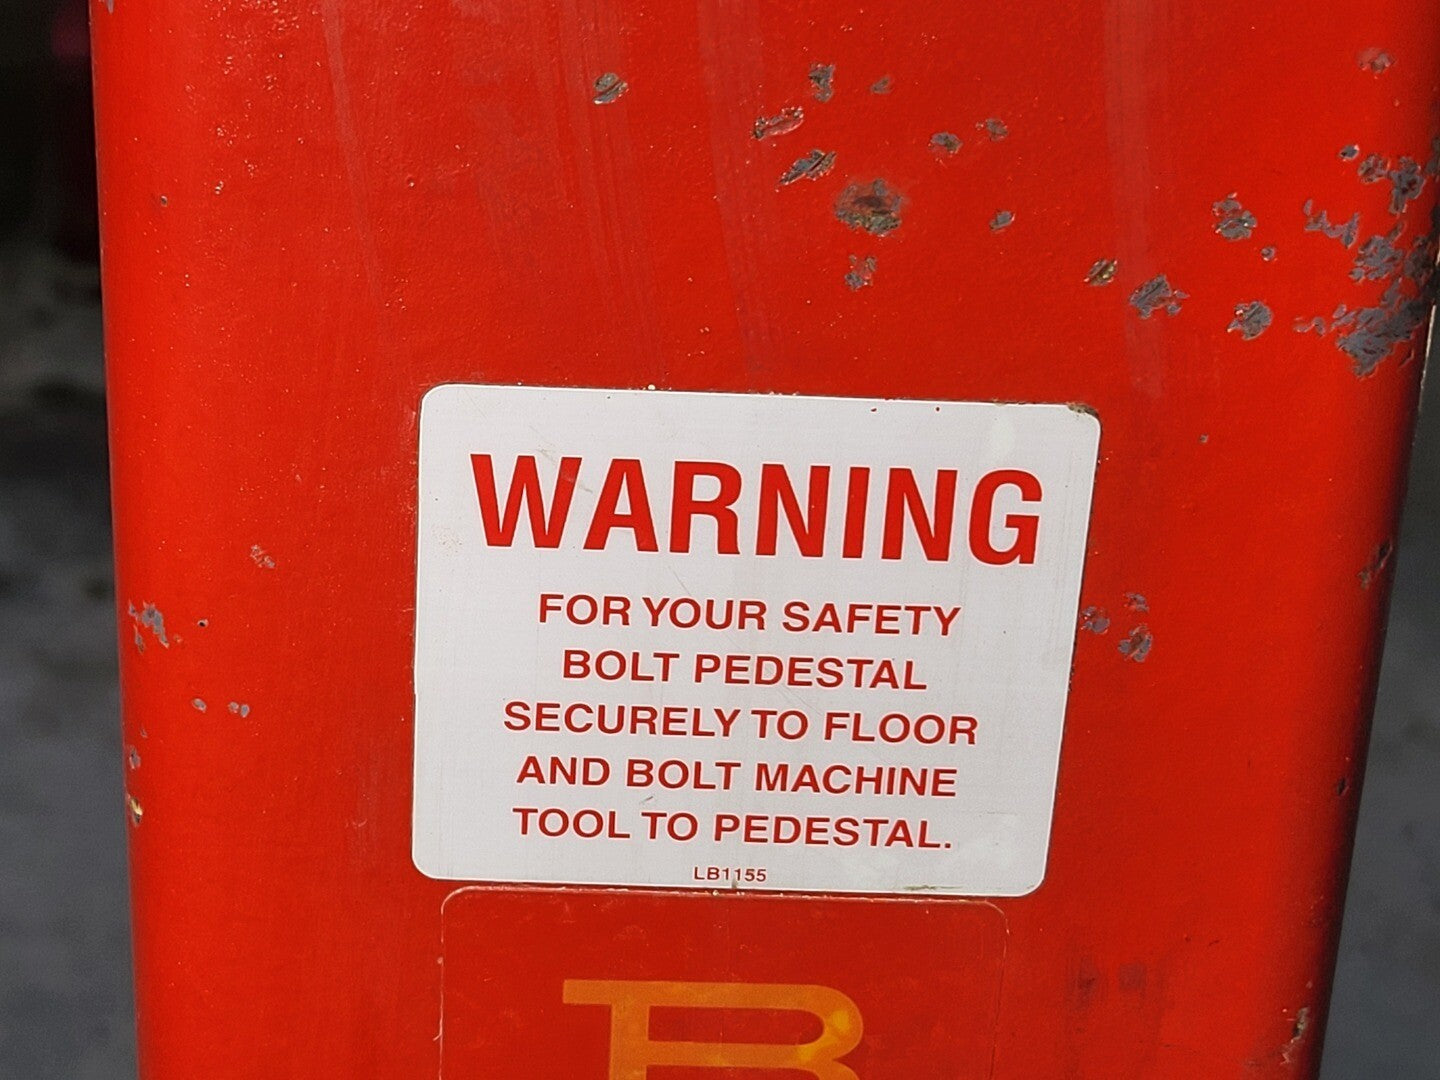 WARNING
FOR YOUR SAFETY
BOLT PEDESTAL
SECURELY TO FLOOR
AND BOLT MACHINE
TOOL TO PEDESTAL.
LB1155
B